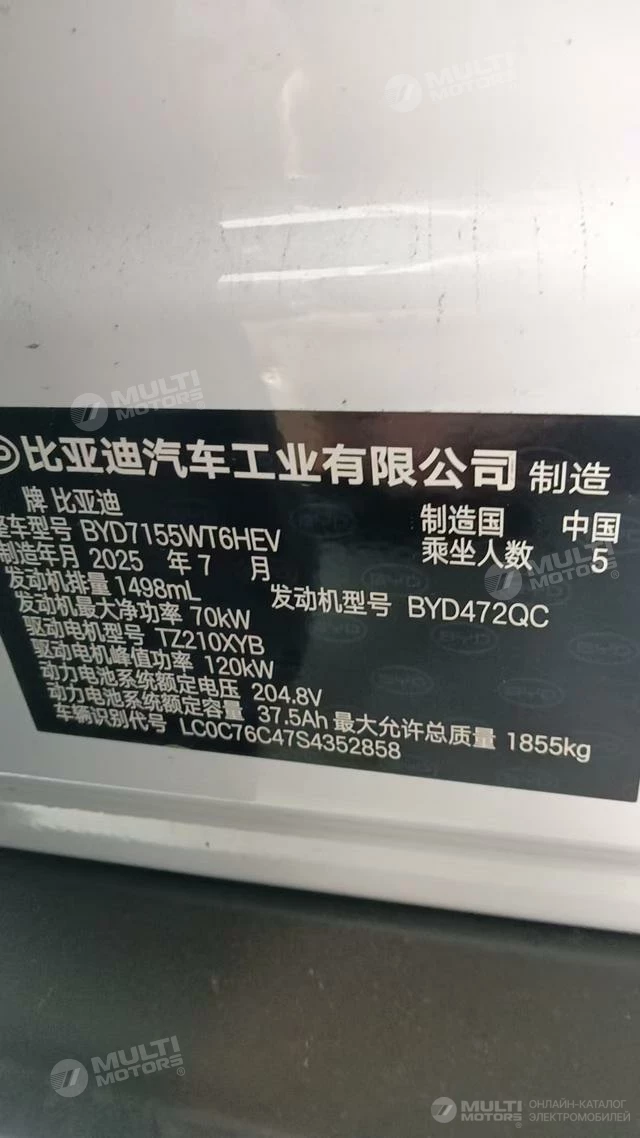 MULTI
MOTORS
MULTI
MOTORS
比亚迪汽车工业有限公司 制造
牌 比亚迪
车型号 BYD7155WT6HEV 制造国 中国
制造年月 2025 年 7 月 乘坐人数 5
发动机排量 1498mL 发动机型号 BYD472QC
发动机最大净功率 70kW
驱动电机型号 TZ210XYB
驱动电机峰值功率 120kW
动力电池系统额定电压 204.8V
动力电池系统额定容量 37.5Ah 最大允许总质量 1855kg
车辆识别代号 LC0C76C47S4352858
MULTI
MOTORS
MULTI
MOTORS
MULTI
MOTORS
ОНЛАЙН-КАТАЛОГ
ЭЛЕКТРОМОБИЛЕЙ